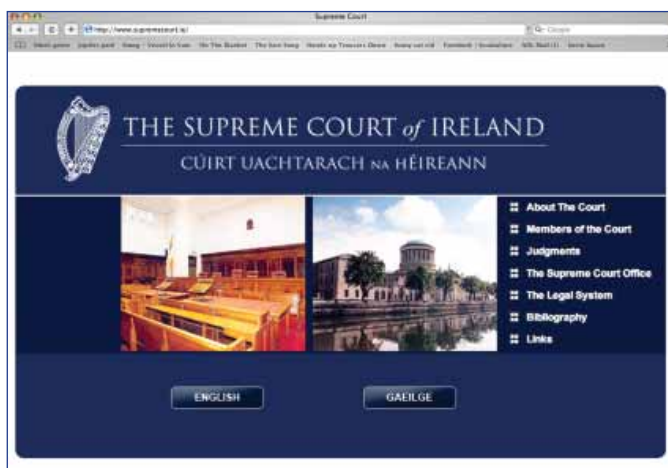 Supreme Court
http://www.supremecourt.ie/
Google
THE SUPREME COURT of IRELAND
CÚIRT UACHTARACH NA HÉIREANN
About The Court
Members of the Court
Judgments
The Supreme Court Office
The Legal System
Bibliography
Links
ENGLISH
GAEILGE